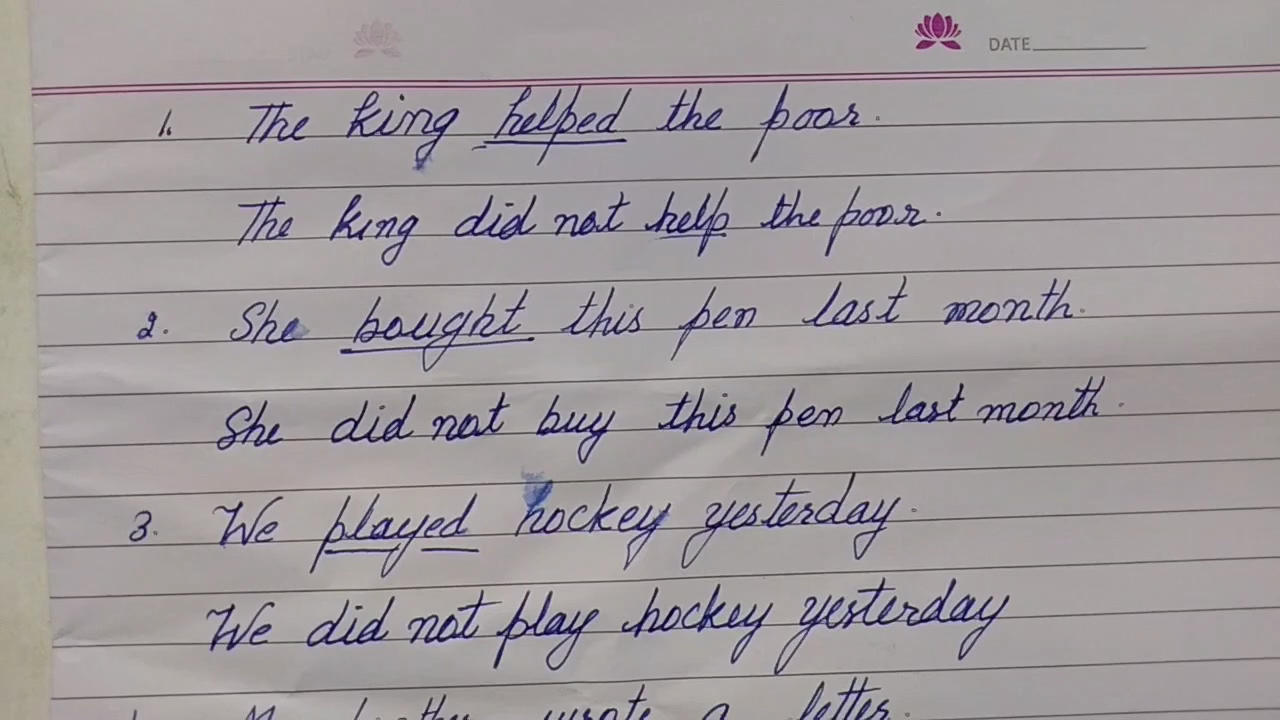 DATE
1. The king helped the poor.
The king did not help the poor.
2. She bought this pen last month.
She did not buy this pen last month.
3. We played hockey yesterday.
We did not play hockey yesterday
wrote a letter.